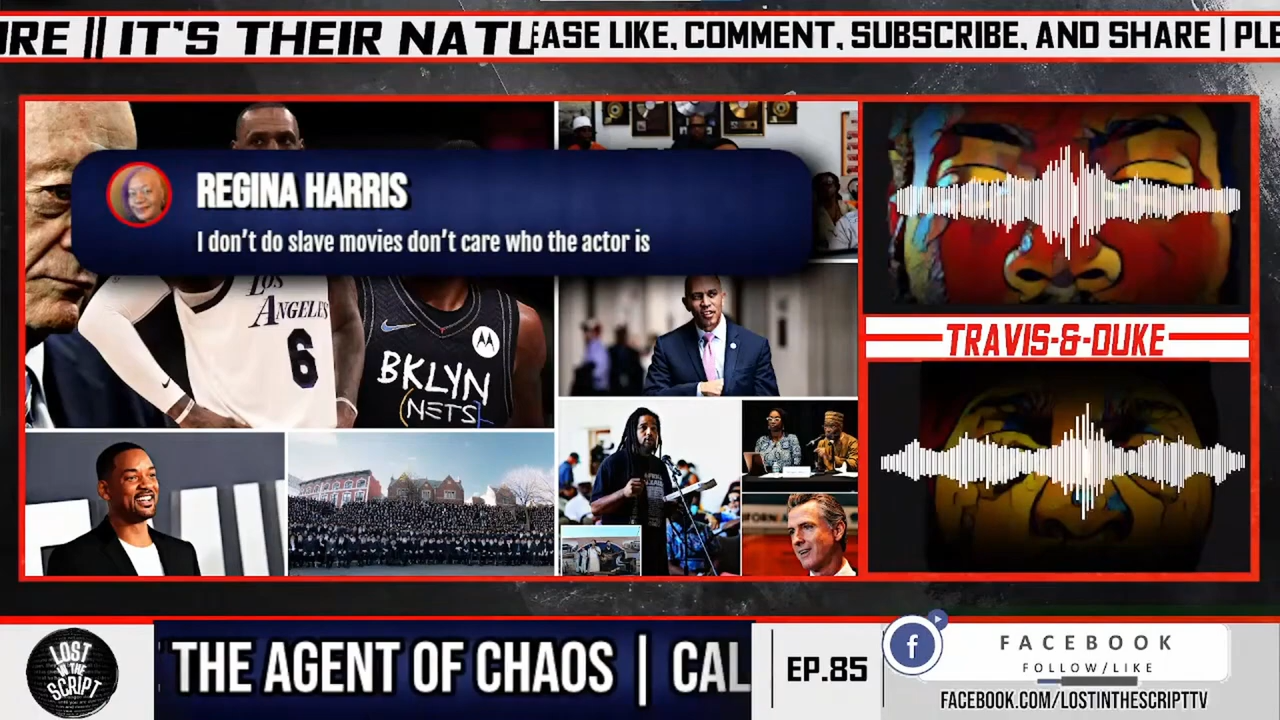 RE || IT'S THEIR NATU
EASE LIKE, COMMENT, SUBSCRIBE, AND SHARE | PLE
REGINA HARRIS
I don't do slave movies don't care who the actor is
LOS
ANGELES
6
BKLYN
NETS
TRAVIS-&-DUKE
LOST
IN THE
SCRIPT
THE AGENT OF CHAOS | CAL
EP.85
f
FACEBOOK
FOLLOW/LIKE
FACEBOOK.COM/LOSTINTHESCRIPTTV